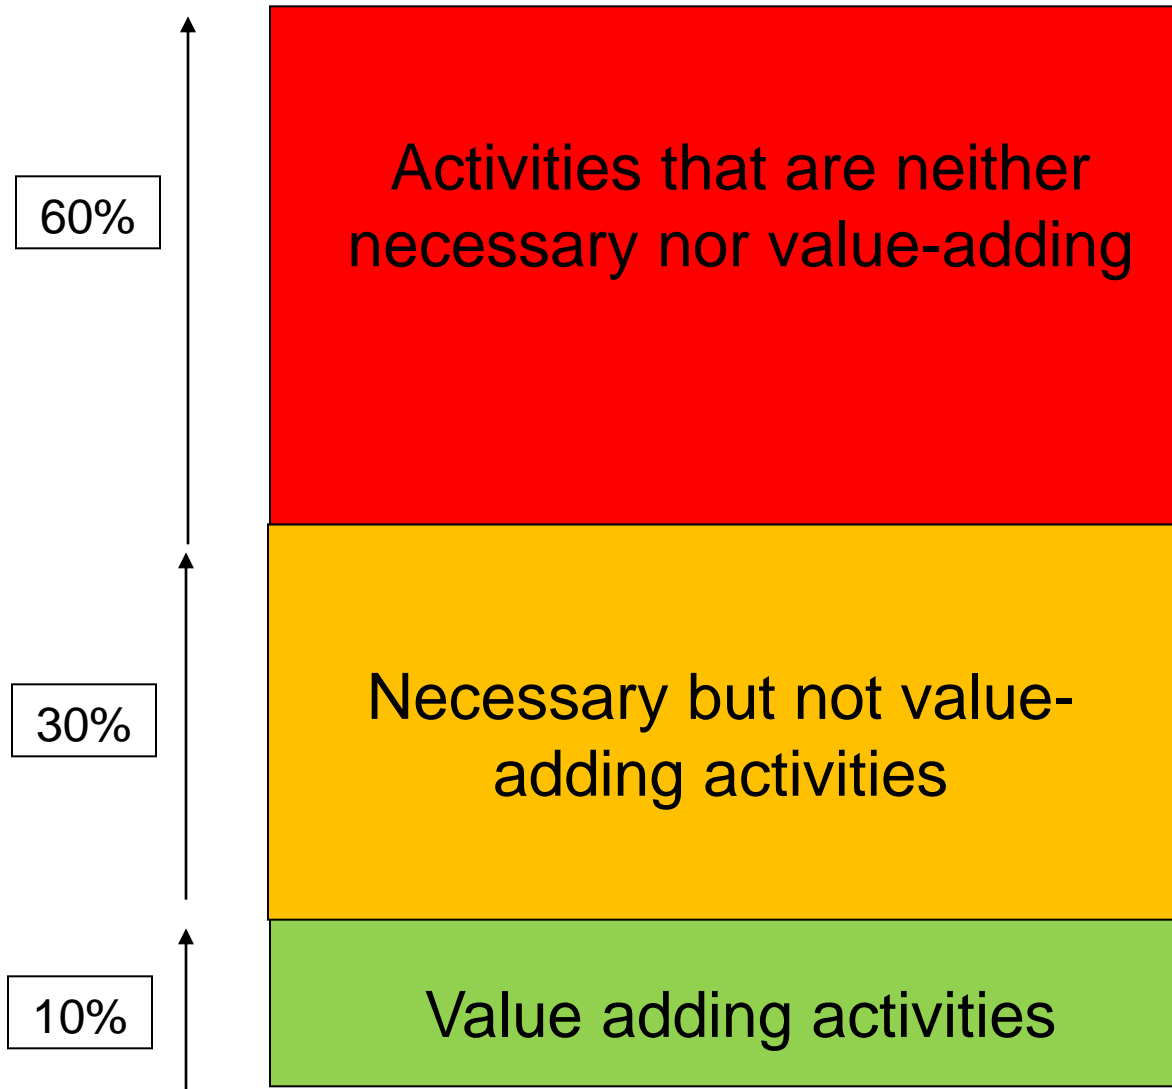 Activities that are neither
necessary nor value-adding
60%
Necessary but not value-
adding activities
30%
Value adding activities
10%